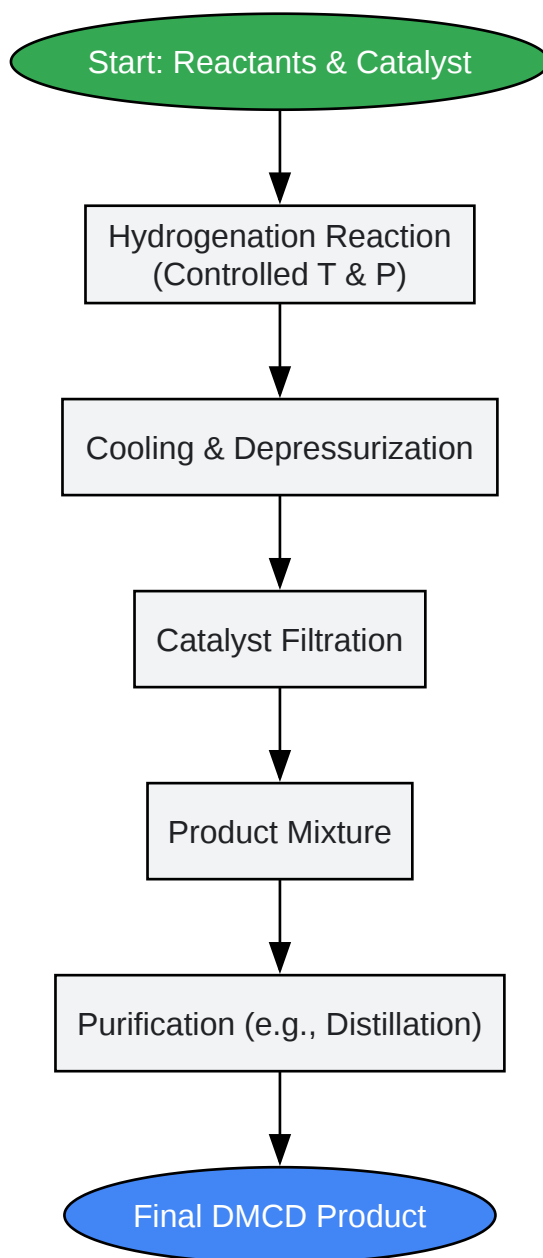 Start: Reactants & Catalyst
Hydrogenation Reaction
(Controlled T & P)
Cooling & Depressurization
Catalyst Filtration
Product Mixture
Purification (e.g., Distillation)
Final DMCD Product